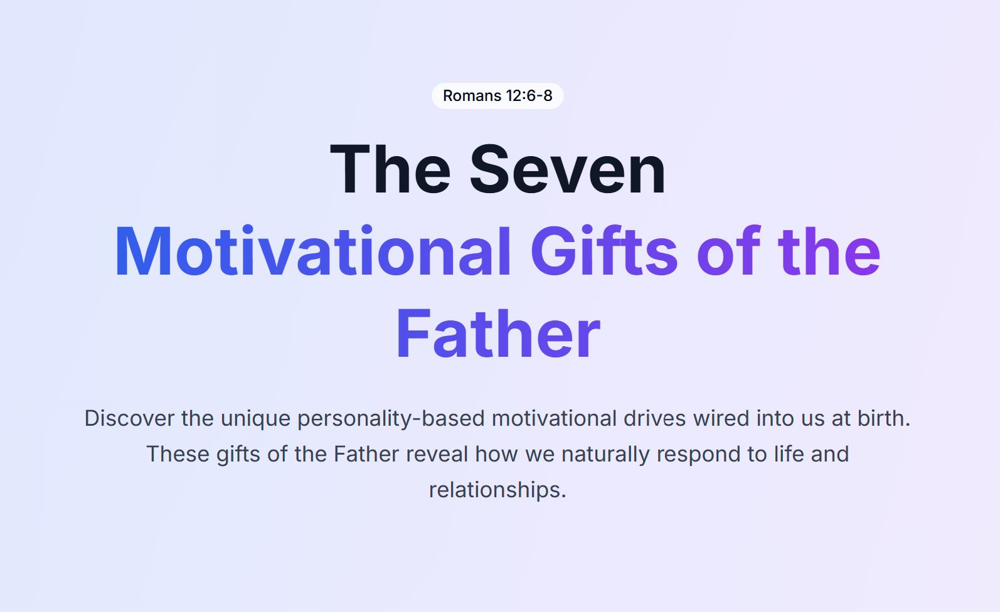 Romans 12:6-8
The Seven
Motivational Gifts of the
Father
Discover the unique personality-based motivational drives wired into us at birth.
These gifts of the Father reveal how we naturally respond to life and
relationships.